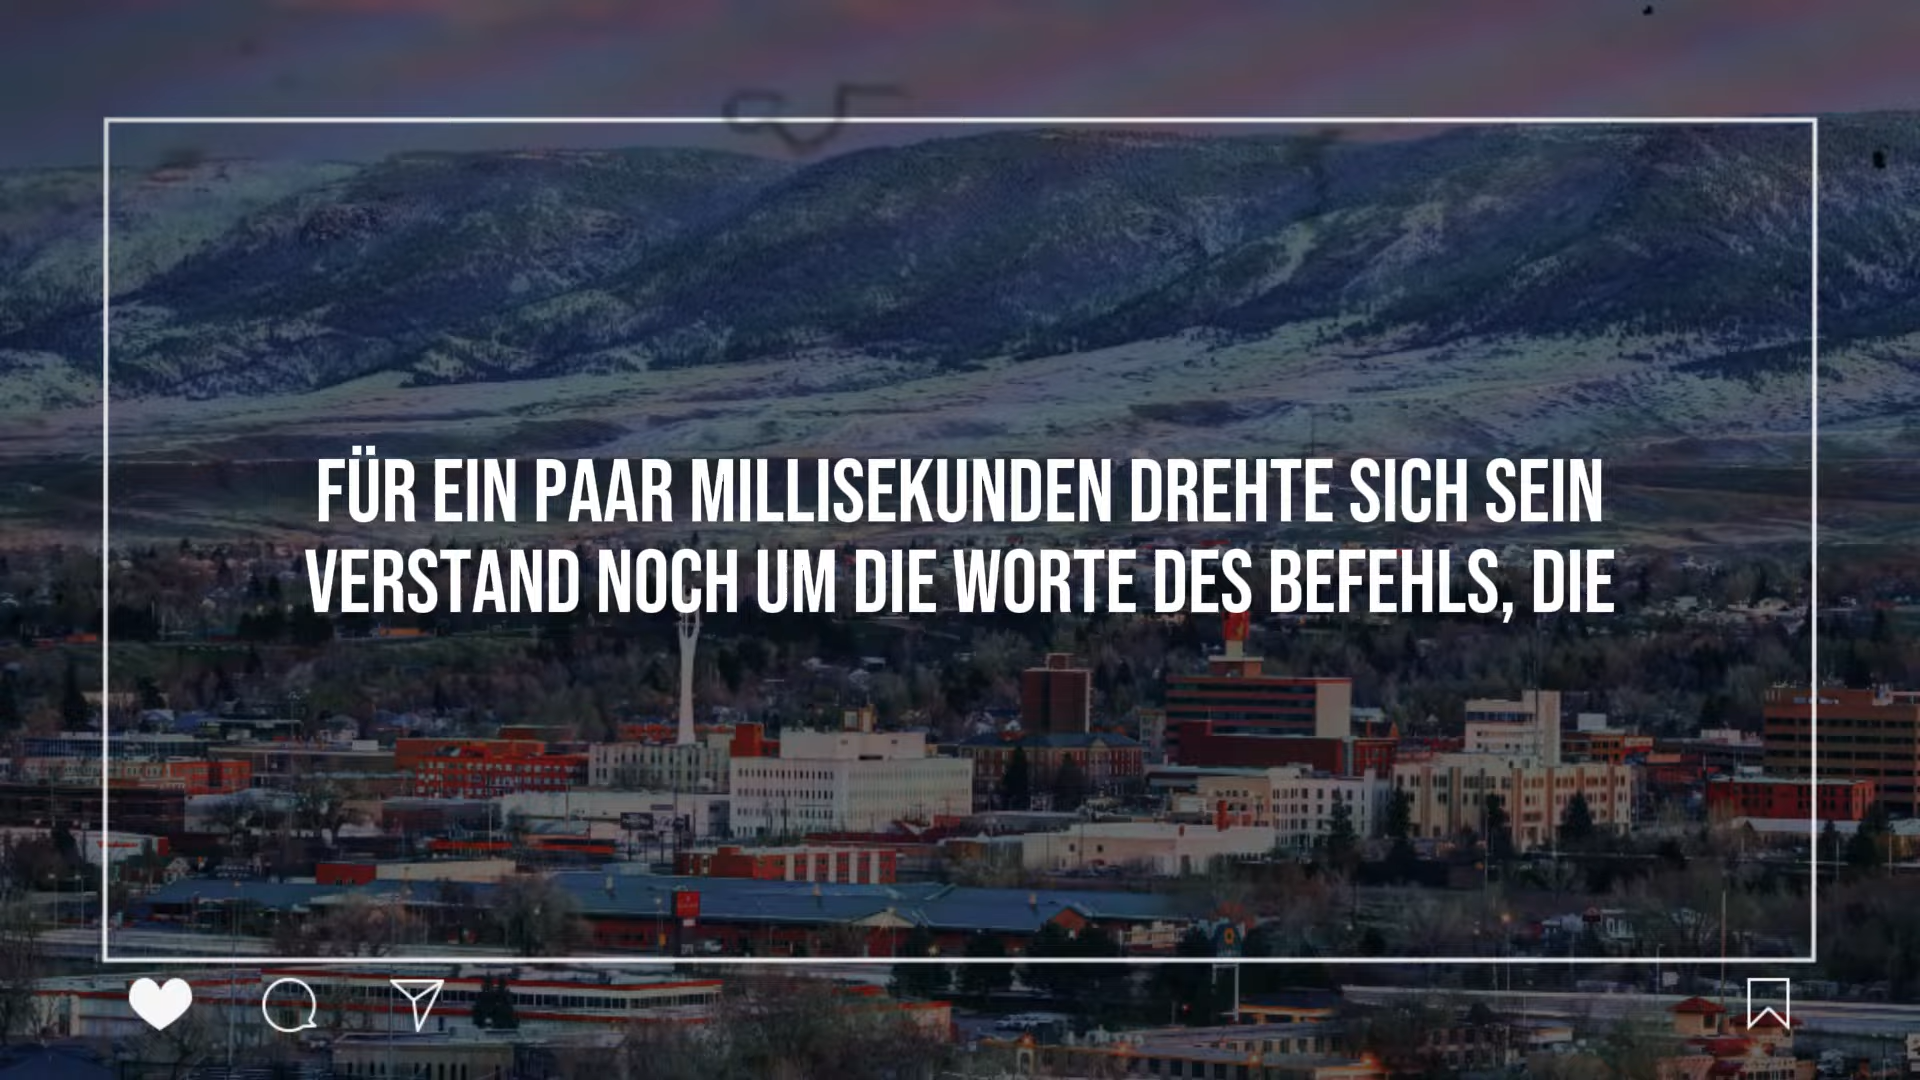 FÜR EIN PAAR MILLISEKUNDEN DREHTE SICH SEIN
VERSTAND NOCH UM DIE WORTE DES BEFEHLS, DIE